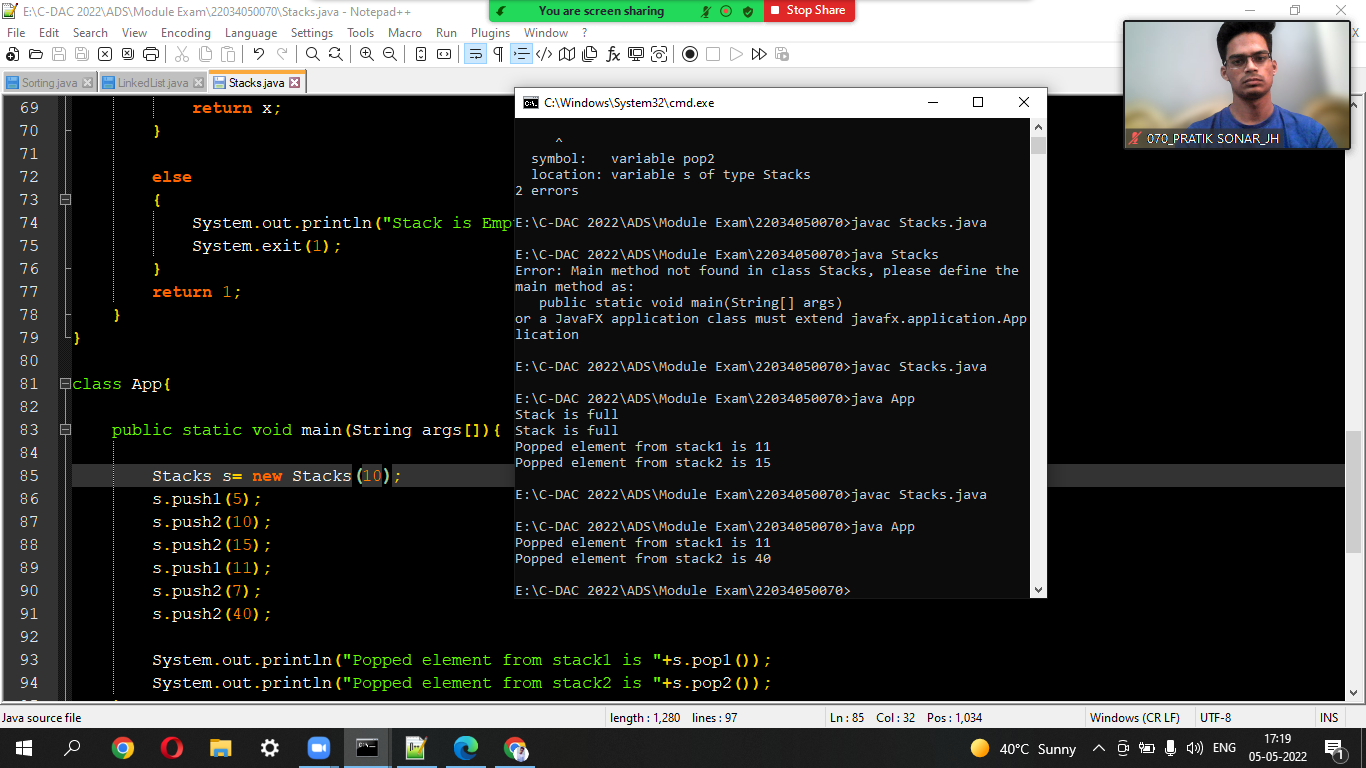 E:\C-DAC 2022\ADS\Module Exam\22034050070\Stacks.java - Notepad++
You are screen sharing
Stop Share
File Edit Search View Encoding Language Settings Tools Macro Run Plugins Window ?
X
Sorting.java LinkedList.java Stacks.java
69 return x;
70 }
71
72 else
73 {
74 System.out.println("Stack is Emp
75 System.exit(1);
76 }
77 return 1;
78 }
79 }
80
81 class App{
82
83 public static void main(String args[]){
84
85 Stacks s= new Stacks(10);
86 s.push1(5);
87 s.push2(10);
88 s.push2(15);
89 s.push1(11);
90 s.push2(7);
91 s.push2(40);
92
93 System.out.println("Popped element from stack1 is "+s.pop1());
94 System.out.println("Popped element from stack2 is "+s.pop2());
C:\Windows\System32\cmd.exe
^
symbol: variable pop2
location: variable s of type Stacks
2 errors
E:\C-DAC 2022\ADS\Module Exam\22034050070>javac Stacks.java
E:\C-DAC 2022\ADS\Module Exam\22034050070>java Stacks
Error: Main method not found in class Stacks, please define the
main method as:
public static void main(String[] args)
or a JavaFX application class must extend javafx.application.App
lication
E:\C-DAC 2022\ADS\Module Exam\22034050070>javac Stacks.java
E:\C-DAC 2022\ADS\Module Exam\22034050070>java App
Stack is full
Stack is full
Popped element from stack1 is 11
Popped element from stack2 is 15
E:\C-DAC 2022\ADS\Module Exam\22034050070>javac Stacks.java
E:\C-DAC 2022\ADS\Module Exam\22034050070>java App
Popped element from stack1 is 11
Popped element from stack2 is 40
E:\C-DAC 2022\ADS\Module Exam\22034050070>
070_PRATIK SONAR_JH
Java source file length : 1,280 lines : 97 Ln : 85 Col : 32 Pos : 1,034 Windows (CR LF) UTF-8 INS
40°C Sunny ENG 17:19
05-05-2022
1